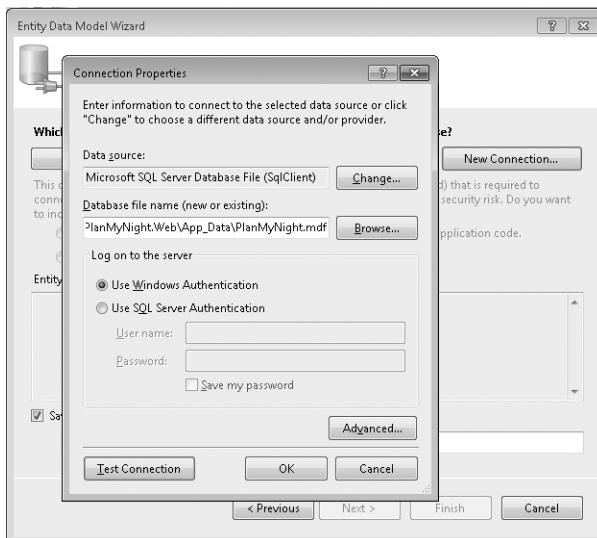 Entity Data Model Wizard
Connection Properties
Enter information to connect to the selected data source or click
"Change" to choose a different data source and/or provider.
Which
se?
Data source:
Microsoft SQL Server Database File (SqlClient)
Change...
New Connection...
This
d) that is required to
conne
security risk. Do you want
to inc
Database file name (new or existing):
PlanMyNight.Web\App_Data\PlanMyNight.mdf
Browse...
pplication code.
Log on to the server
Entity
Use Windows Authentication
Use SQL Server Authentication
User name:
Password:
Save my password
Sa
Advanced...
Test Connection
OK
Cancel
< Previous
Next >
Finish
Cancel